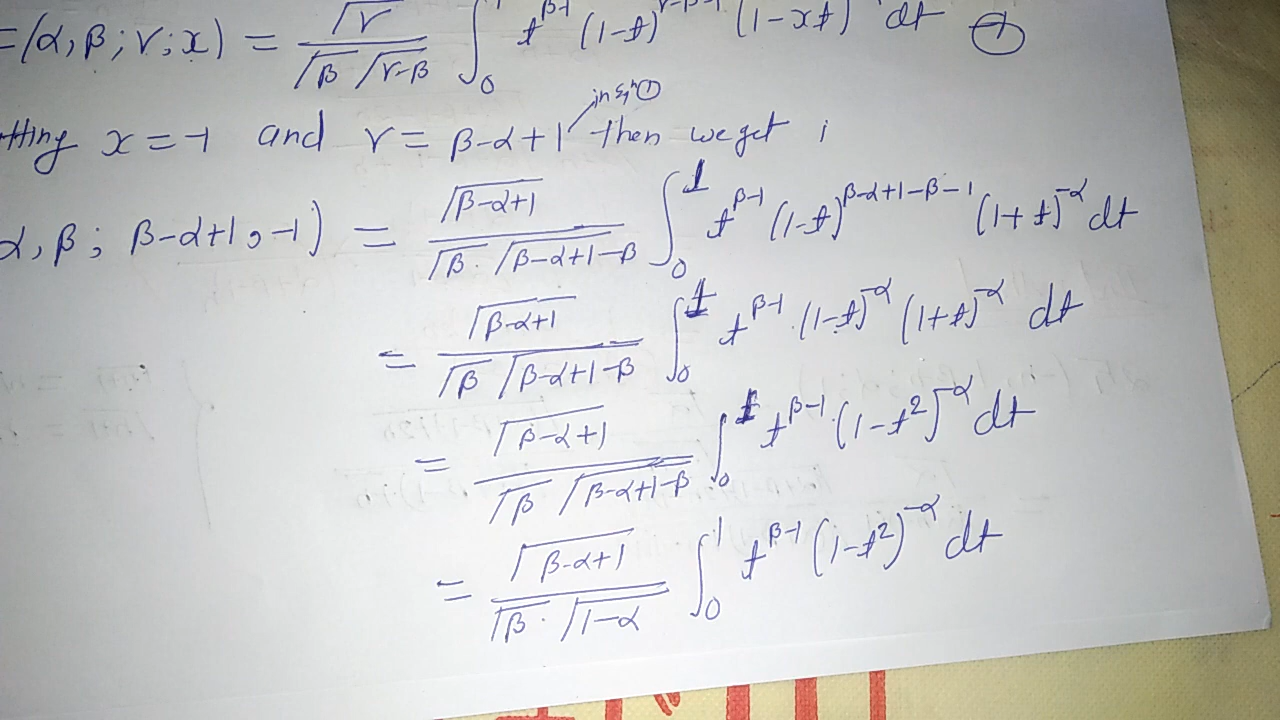 =(α, β; γ; x) = Γγ / Γβ Γγ-β ∫₀¹ t^β-1 (1-t)^γ-β-1 (1-xt) dt ①
tting x = -1 and γ = β-α+1 in Eqⁿ ① then we get ;
α, β; β-α+1, -1) = Γβ-α+1 / Γβ · Γβ-α+1-β ∫₀¹ t^β-1 (1-t)^β-α+1-β-1 (1+t)^-α dt
= Γβ-α+1 / Γβ Γβ-α+1-β ∫₀¹ t^β-1 · (1-t)^-α (1+t)^-α dt
= Γβ-α+1 / Γβ Γβ-α+1-β ∫₀¹ t^β-1 · (1-t²)^-α dt
= Γβ-α+1 / Γβ · Γ1-α ∫₀¹ t^β-1 (1-t²)^-α dt